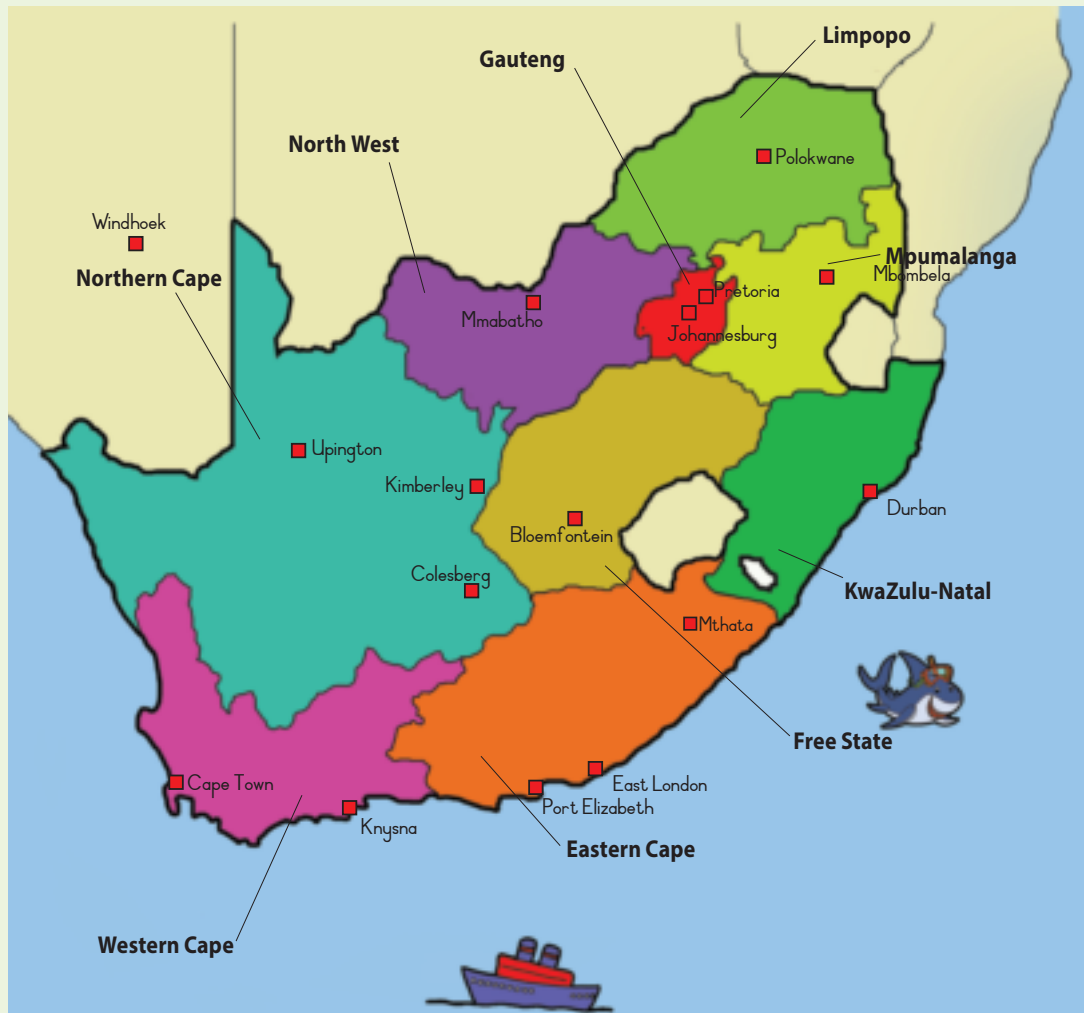 Limpopo
Gauteng
North West
Polokwane
Windhoek
Northern Cape
Mpumalanga
Mbombela
Pretoria
Mmabatho
Johannesburg
Upington
Kimberley
Durban
Bloemfontein
Colesberg
KwaZulu-Natal
Mthata
Free State
Cape Town
East London
Port Elizabeth
Knysna
Eastern Cape
Western Cape